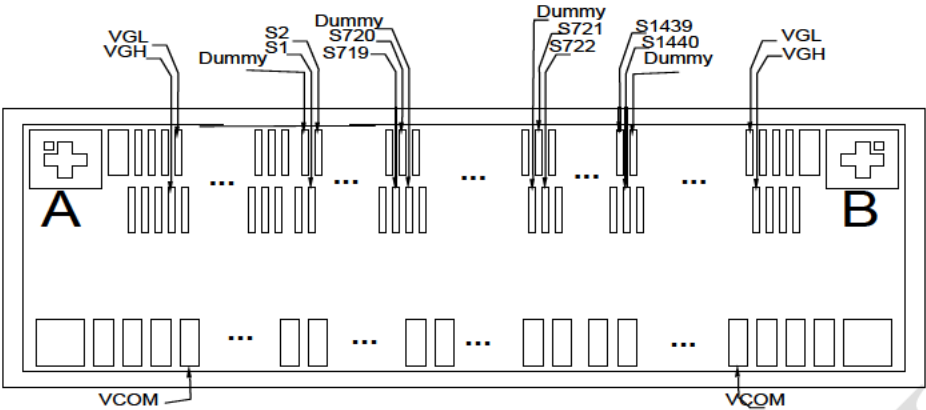 VGL
VGH
Dummy
S2
S1
Dummy
S720
S719
Dummy
S721
S722
S1439
S1440
Dummy
VGL
VGH
A
B
...
...
...
...
...
...
...
...
...
VCOM
VCOM